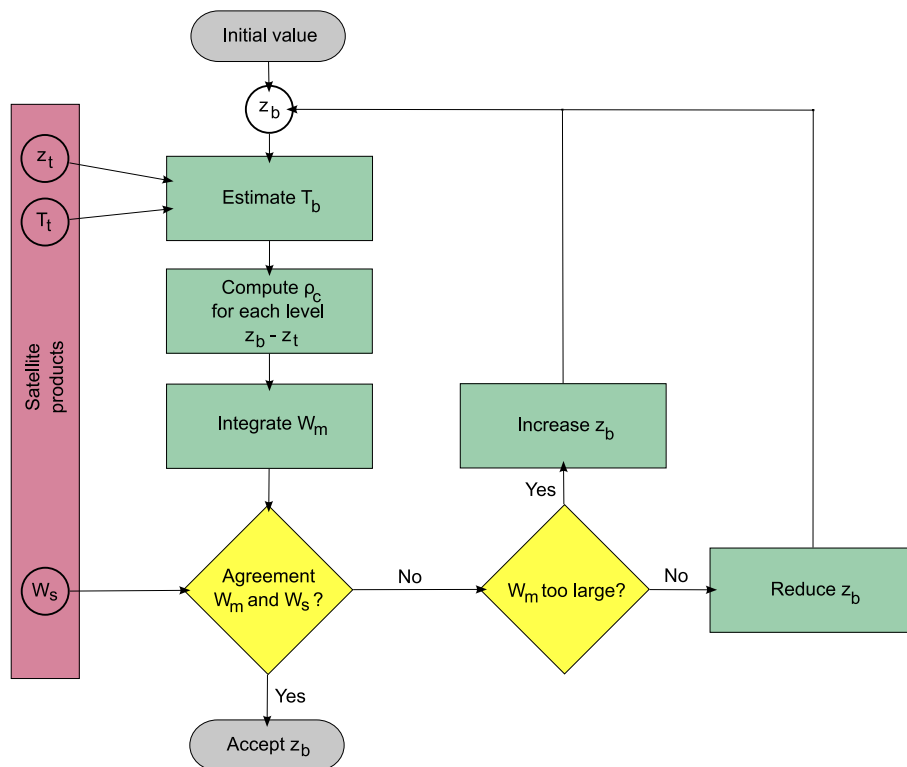 Initial value
z_b
z_t
T_t
Estimate T_b
Compute ρ_c
for each level
z_b - z_t
Satellite
products
Integrate W_m
Increase z_b
Yes
W_s
Agreement
W_m and W_s ?
No
W_m too large?
No
Reduce z_b
Yes
Accept z_b